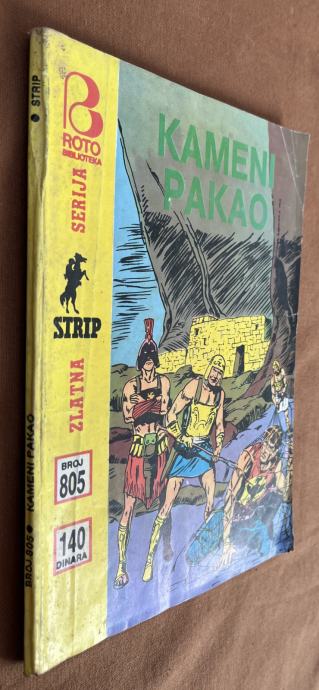 BROJ 805 ● KAMENI PAKAO ● STRIP
ROTO
BIBLIOTEKA
ZLATNA SERIJA
STRIP
BROJ
805
140
DINARA
KAMENI
PAKAO